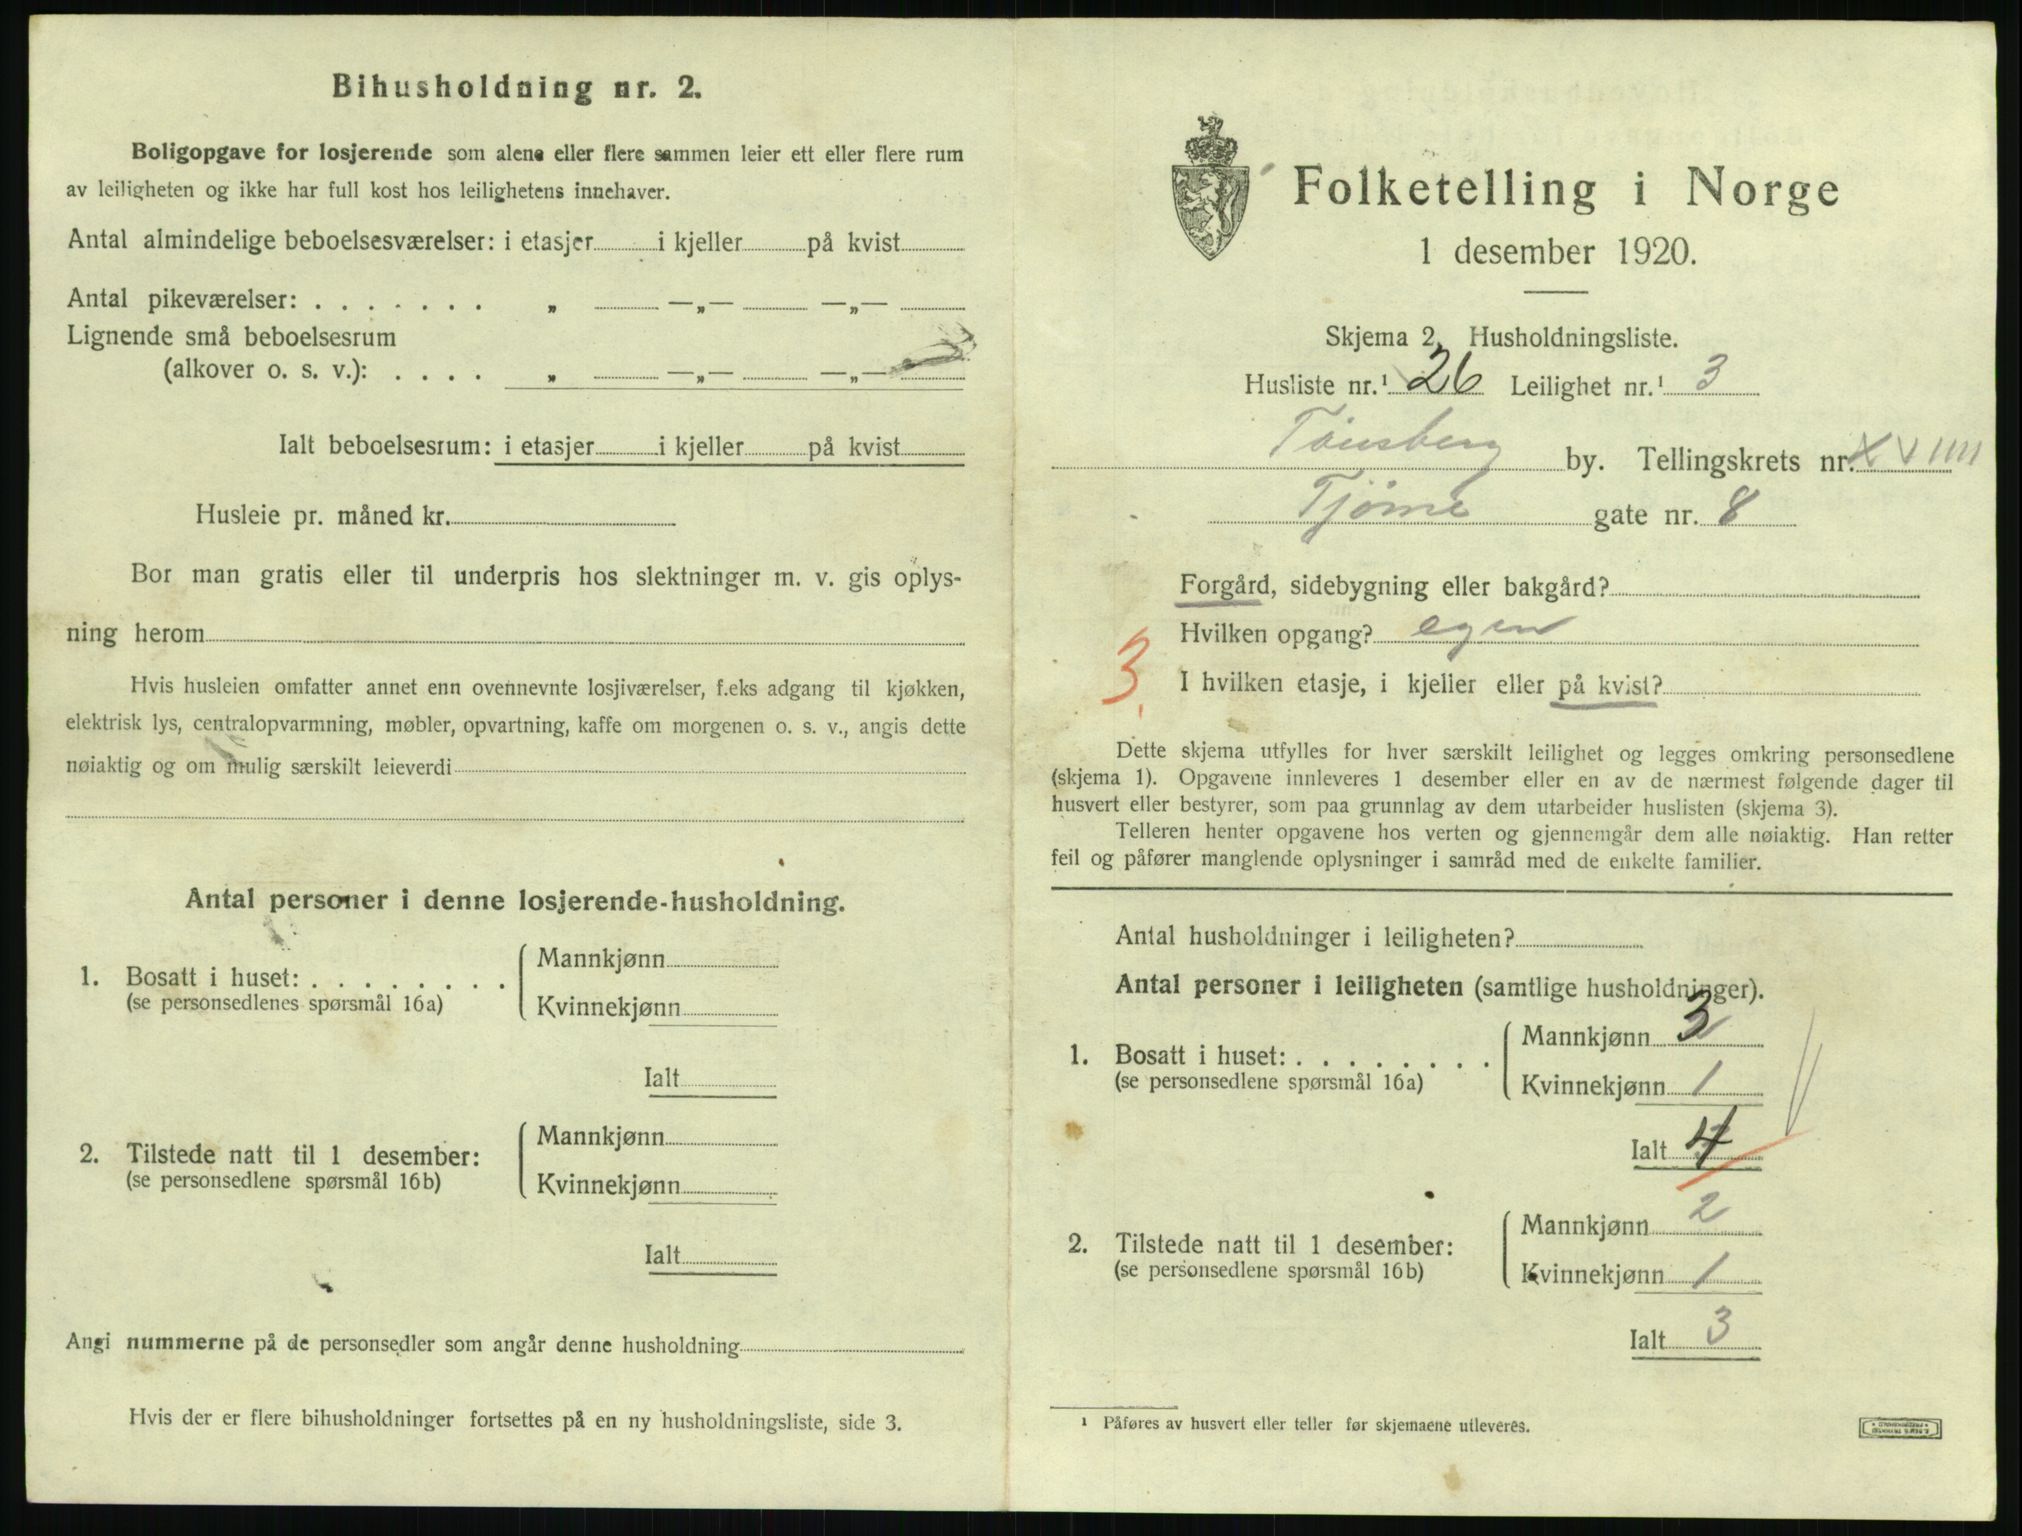 Bihusholdning nr. 2.
Boligopgave for losjerende som alene eller flere sammen leier ett eller flere rum
av leiligheten og ikke har full kost hos leilighetens innehaver.
Antal almindelige beboelsesværelser: i etasjer i kjeller på kvist
Antal pikeværelser: . . . . . . . „ —„— —„—
Lignende små beboelsesrum
(alkover o. s. v.): . . . . „ —„— —„—
Ialt beboelsesrum: i etasjer i kjeller på kvist
Husleie pr. måned kr.
Bor man gratis eller til underpris hos slektninger m. v. gis oplys-
ning herom
Hvis husleien omfatter annet enn ovennevnte losjiværelser, f.eks adgang til kjøkken,
elektrisk lys, centralopvarmning, møbler, opvartning, kaffe om morgenen o. s. v., angis dette
nøiaktig og om mulig særskilt leieverdi
Antal personer i denne losjerende-husholdning.
1. Bosatt i huset: . . . . . . . . Mannkjønn
(se personsedlenes spørsmål 16a) Kvinnekjønn
Ialt
2. Tilstede natt til 1 desember: Mannkjønn
(se personsedlene spørsmål 16b) Kvinnekjønn
Ialt
Angi nummerne på de personsedler som angår denne husholdning
Hvis der er flere bihusholdninger fortsettes på en ny husholdningsliste, side 3.
Folketelling i Norge
1 desember 1920.
Skjema 2. Husholdningsliste.
Husliste nr.¹ 26 Leilighet nr.¹ 3
Tønsberg by. Tellingskrets nr. XVIIII
Tjøme gate nr. 8
Forgård, sidebygning eller bakgård?
Hvilken opgang? egen
3 I hvilken etasje, i kjeller eller på kvist?
Dette skjema utfylles for hver særskilt leilighet og legges omkring personsedlene
(skjema 1). Opgavene innleveres 1 desember eller en av de nærmest følgende dager til
husvert eller bestyrer, som paa grunnlag av dem utarbeider huslisten (skjema 3).
Telleren henter opgavene hos verten og gjennemgår dem alle nøiaktig. Han retter
feil og påfører manglende oplysninger i samråd med de enkelte familier.
Antal husholdninger i leiligheten?
Antal personer i leiligheten (samtlige husholdninger).
1. Bosatt i huset: . . . . . . . . Mannkjønn 3
(se personsedlene spørsmål 16a) Kvinnekjønn 1
Ialt 4
2. Tilstede natt til 1 desember: Mannkjønn 2
(se personsedlene spørsmål 16b) Kvinnekjønn 1
Ialt 3
¹ Påføres av husvert eller teller før skjemaene utleveres.